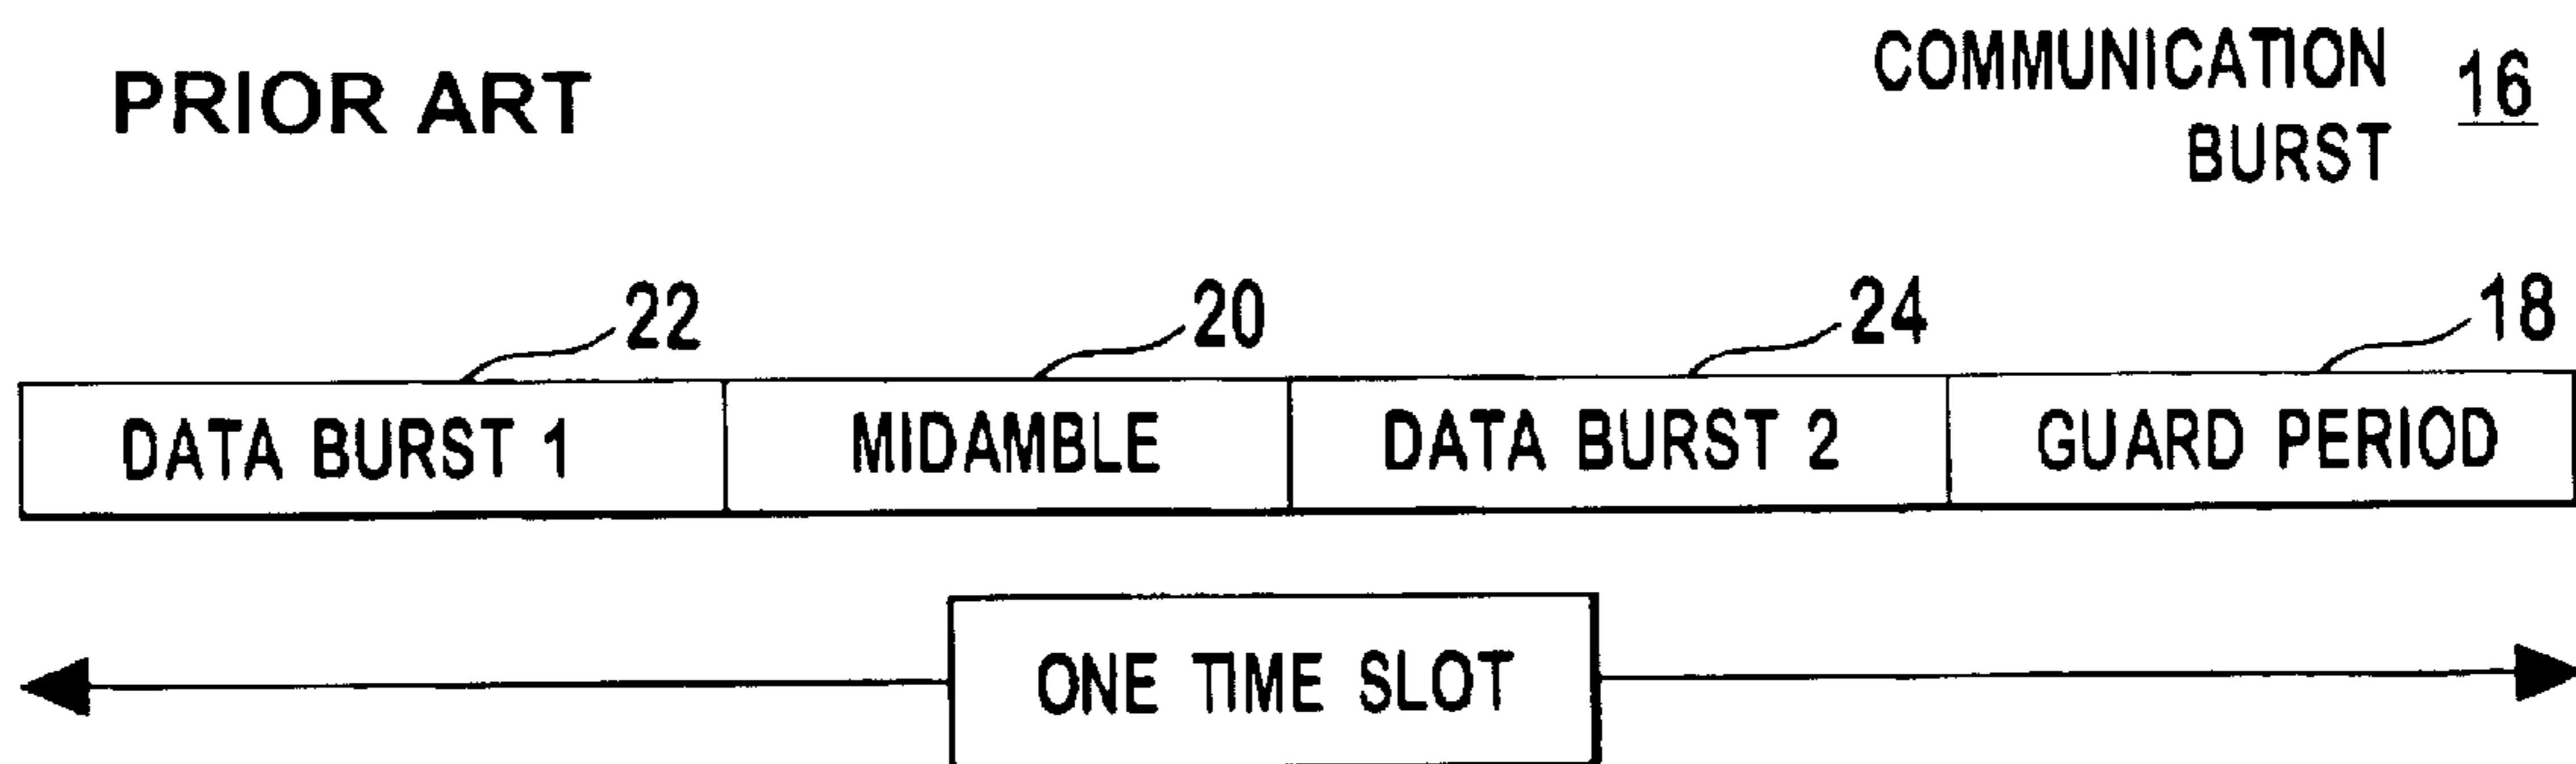 PRIOR ART
COMMUNICATION
BURST
16
22
20
24
18
DATA BURST 1
MIDAMBLE
DATA BURST 2
GUARD PERIOD
ONE TIME SLOT